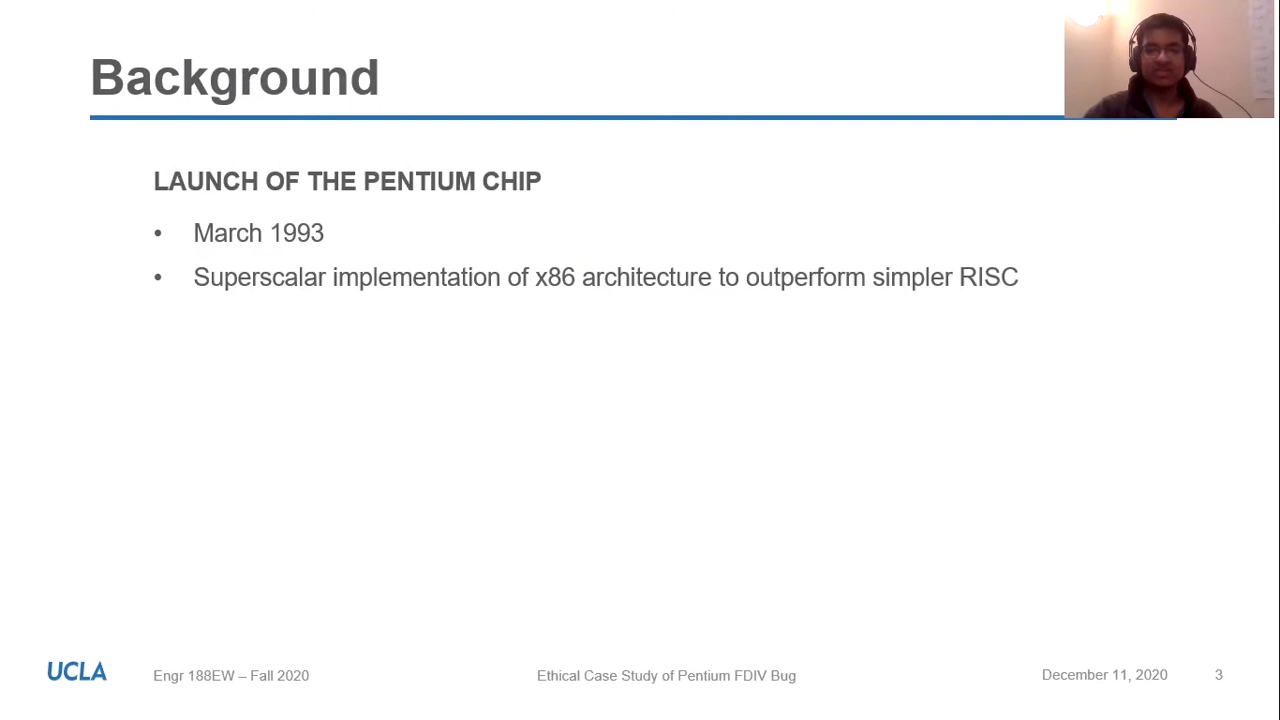 Background
LAUNCH OF THE PENTIUM CHIP
• March 1993
• Superscalar implementation of x86 architecture to outperform simpler RISC
UCLA
Engr 188EW – Fall 2020
Ethical Case Study of Pentium FDIV Bug
December 11, 2020
3